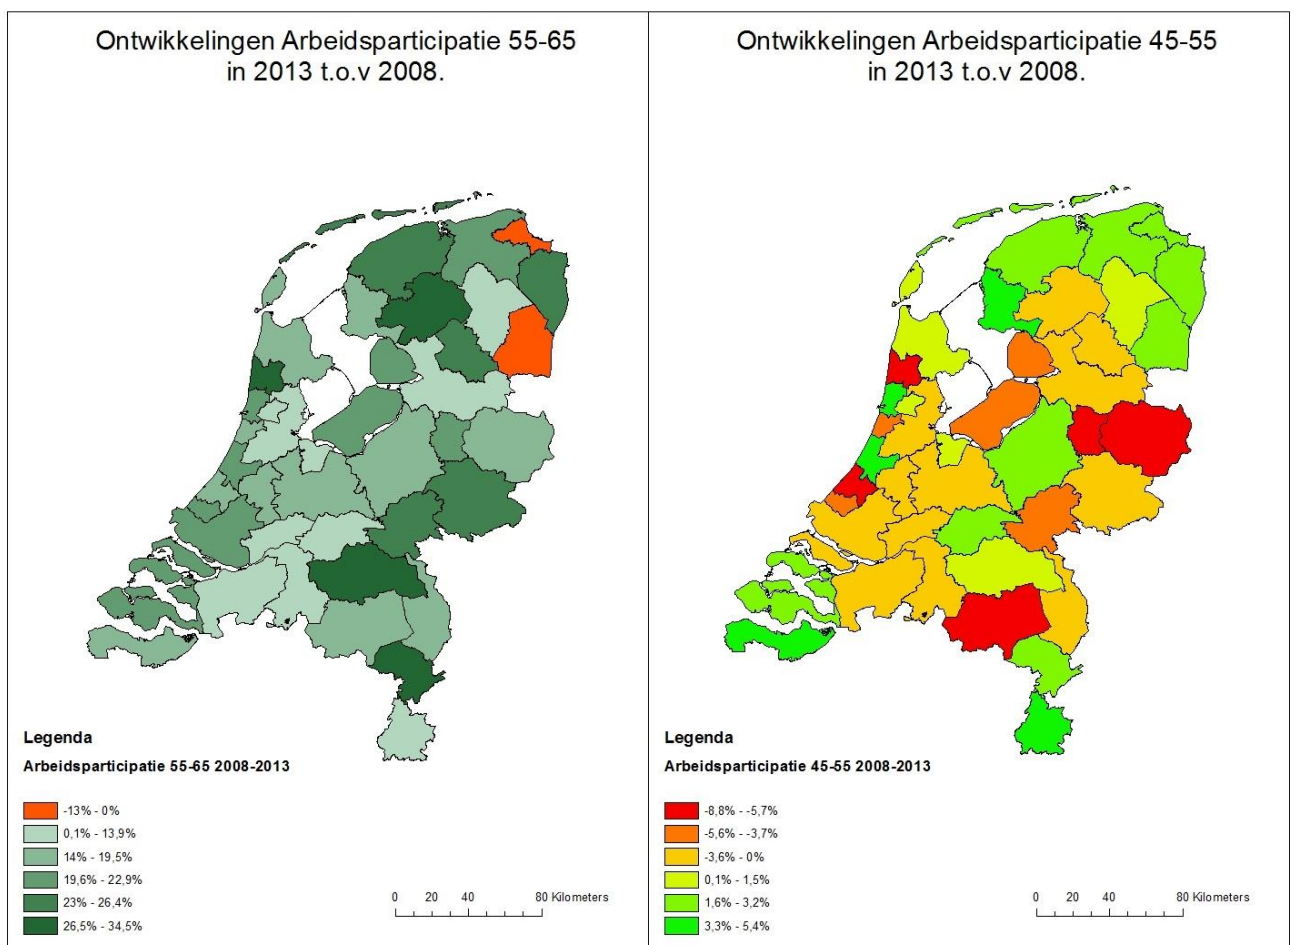 Ontwikkelingen Arbeidsparticipatie 55-65
in 2013 t.o.v 2008.
Legenda
Arbeidsparticipatie 55-65 2008-2013
-13% - 0%
0,1% - 13,9%
14% - 19,5%
19,6% - 22,9%
23% - 26,4%
26,5% - 34,5%
0 20 40 80 Kilometers
Ontwikkelingen Arbeidsparticipatie 45-55
in 2013 t.o.v 2008.
Legenda
Arbeidsparticipatie 45-55 2008-2013
-8,8% - -5,7%
-5,6% - -3,7%
-3,6% - 0%
0,1% - 1,5%
1,6% - 3,2%
3,3% - 5,4%
0 20 40 80 Kilometers